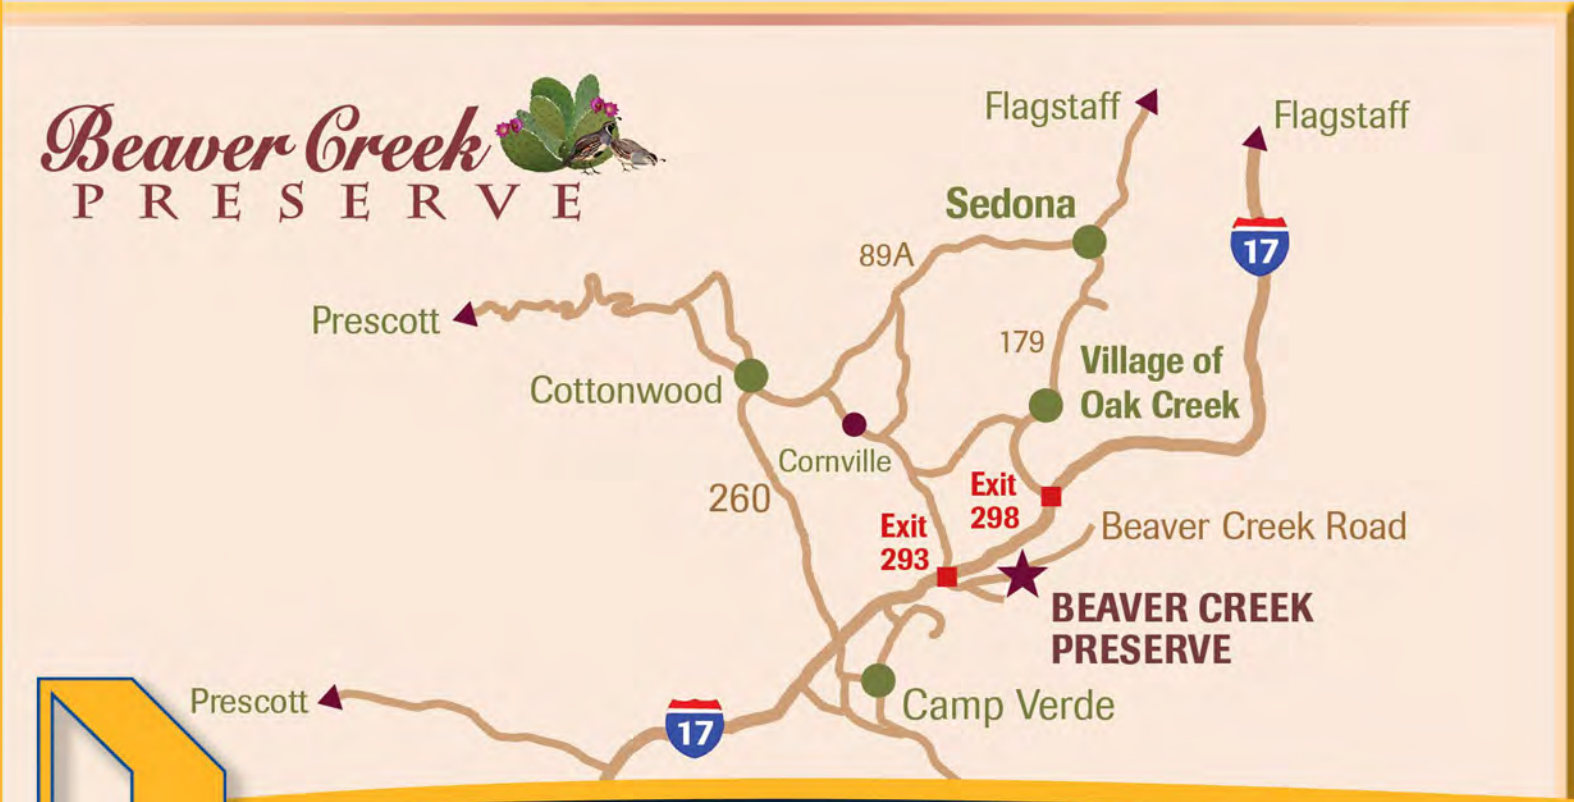 Beaver Creek
PRESERVE
Flagstaff
Flagstaff
Sedona
89A
17
Prescott
179
Village of
Oak Creek
Cottonwood
Cornville
260
Exit
298
Exit
293
Beaver Creek Road
BEAVER CREEK
PRESERVE
Prescott
17
Camp Verde